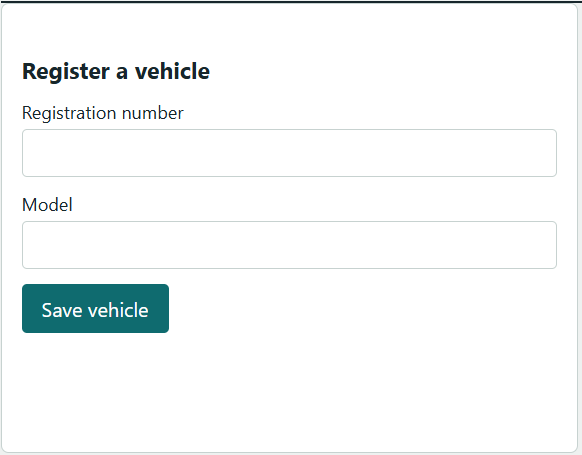 Register a vehicle
Registration number
Model
Save vehicle